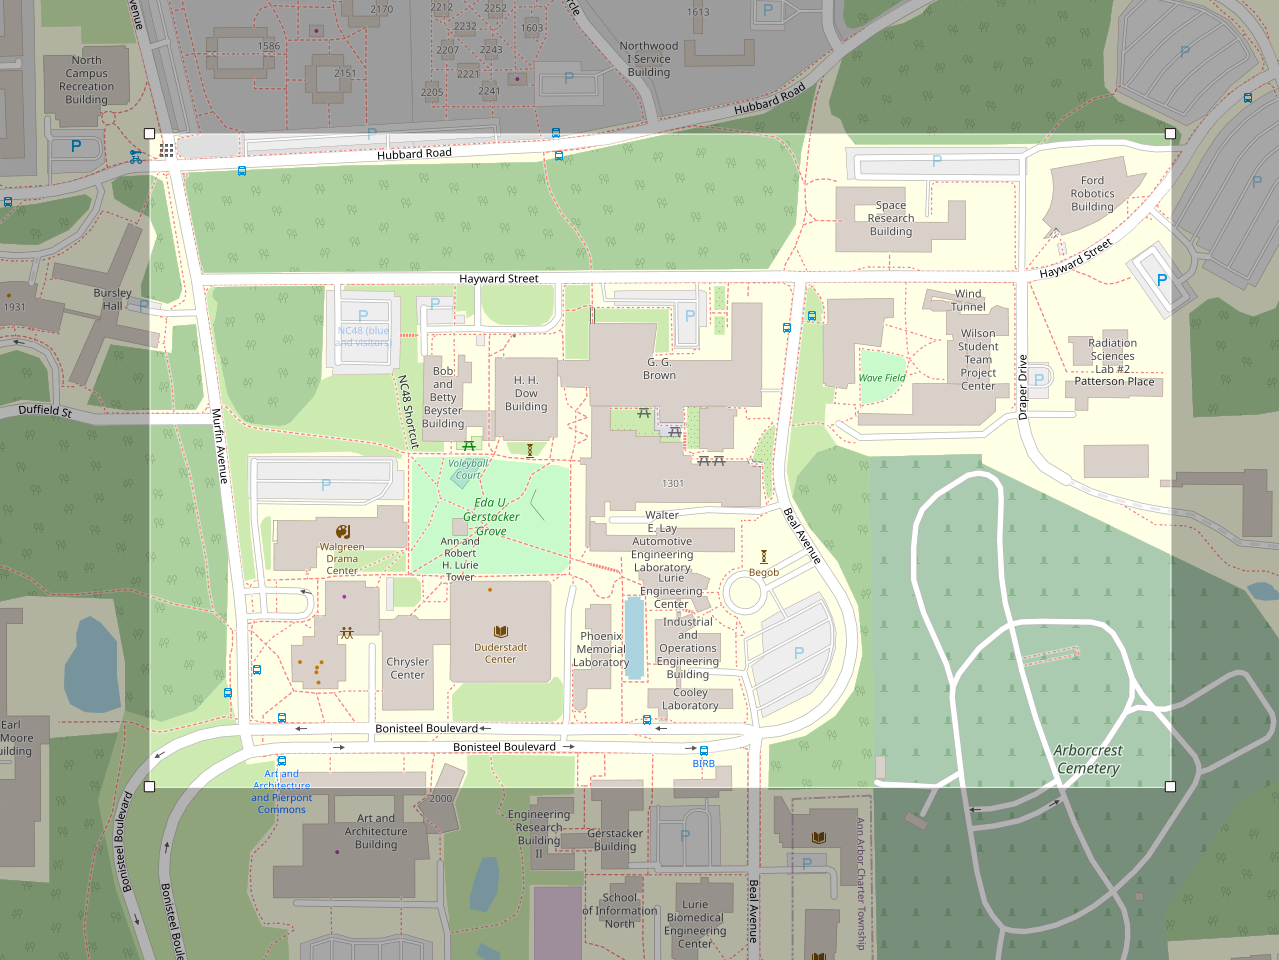 2170
2212
2252
2232
1603
2207
2243
2221
2205
2241
1586
2151
1613
North
Campus
Recreation
Building
Northwood
I Service
Building
P
P
P
P
P
P
Hubbard Road
Hubbard Road
P
Space
Research
Building
Ford
Robotics
Building
P
Hayward Street
Hayward Street
P
Bursley
Hall
P
1931
P
NC48 (blue
and visitors)
P
P
Wind
Tunnel
Wilson
Student
Team
Project
Center
Radiation
Sciences
Lab #2
Patterson Place
P
Draper Drive
Wave Field
G. G.
Brown
H. H.
Dow
Building
Bob
and
Betty
Beyster
Building
NC48 Shortcut
Duffield St
Murfin Avenue
Voleyball
Court
Eda U.
Gerstacker
Grove
1301
P
Walgreen
Drama
Center
Ann and
Robert
H. Lurie
Tower
Walter
E. Lay
Automotive
Engineering
Laboratory
Lurie
Engineering
Center
Begob
Beal Avenue
Industrial
and
Operations
Engineering
Building
Phoenix
Memorial
Laboratory
Cooley
Laboratory
P
Duderstadt
Center
Chrysler
Center
Bonisteel Boulevard
Bonisteel Boulevard
BIRB
Arborcrest
Cemetery
Earl
Moore
uilding
Art and
Architecture
and Pierpont
Commons
2000
Art and
Architecture
Building
Engineering
Research
Building
II
Gerstacker
Building
P
P
School
of Information
North
Lurie
Biomedical
Engineering
Center
Beal Avenue
Ann Arbor Charter Township
Bonisteel Boulevard
Bonisteel Boule